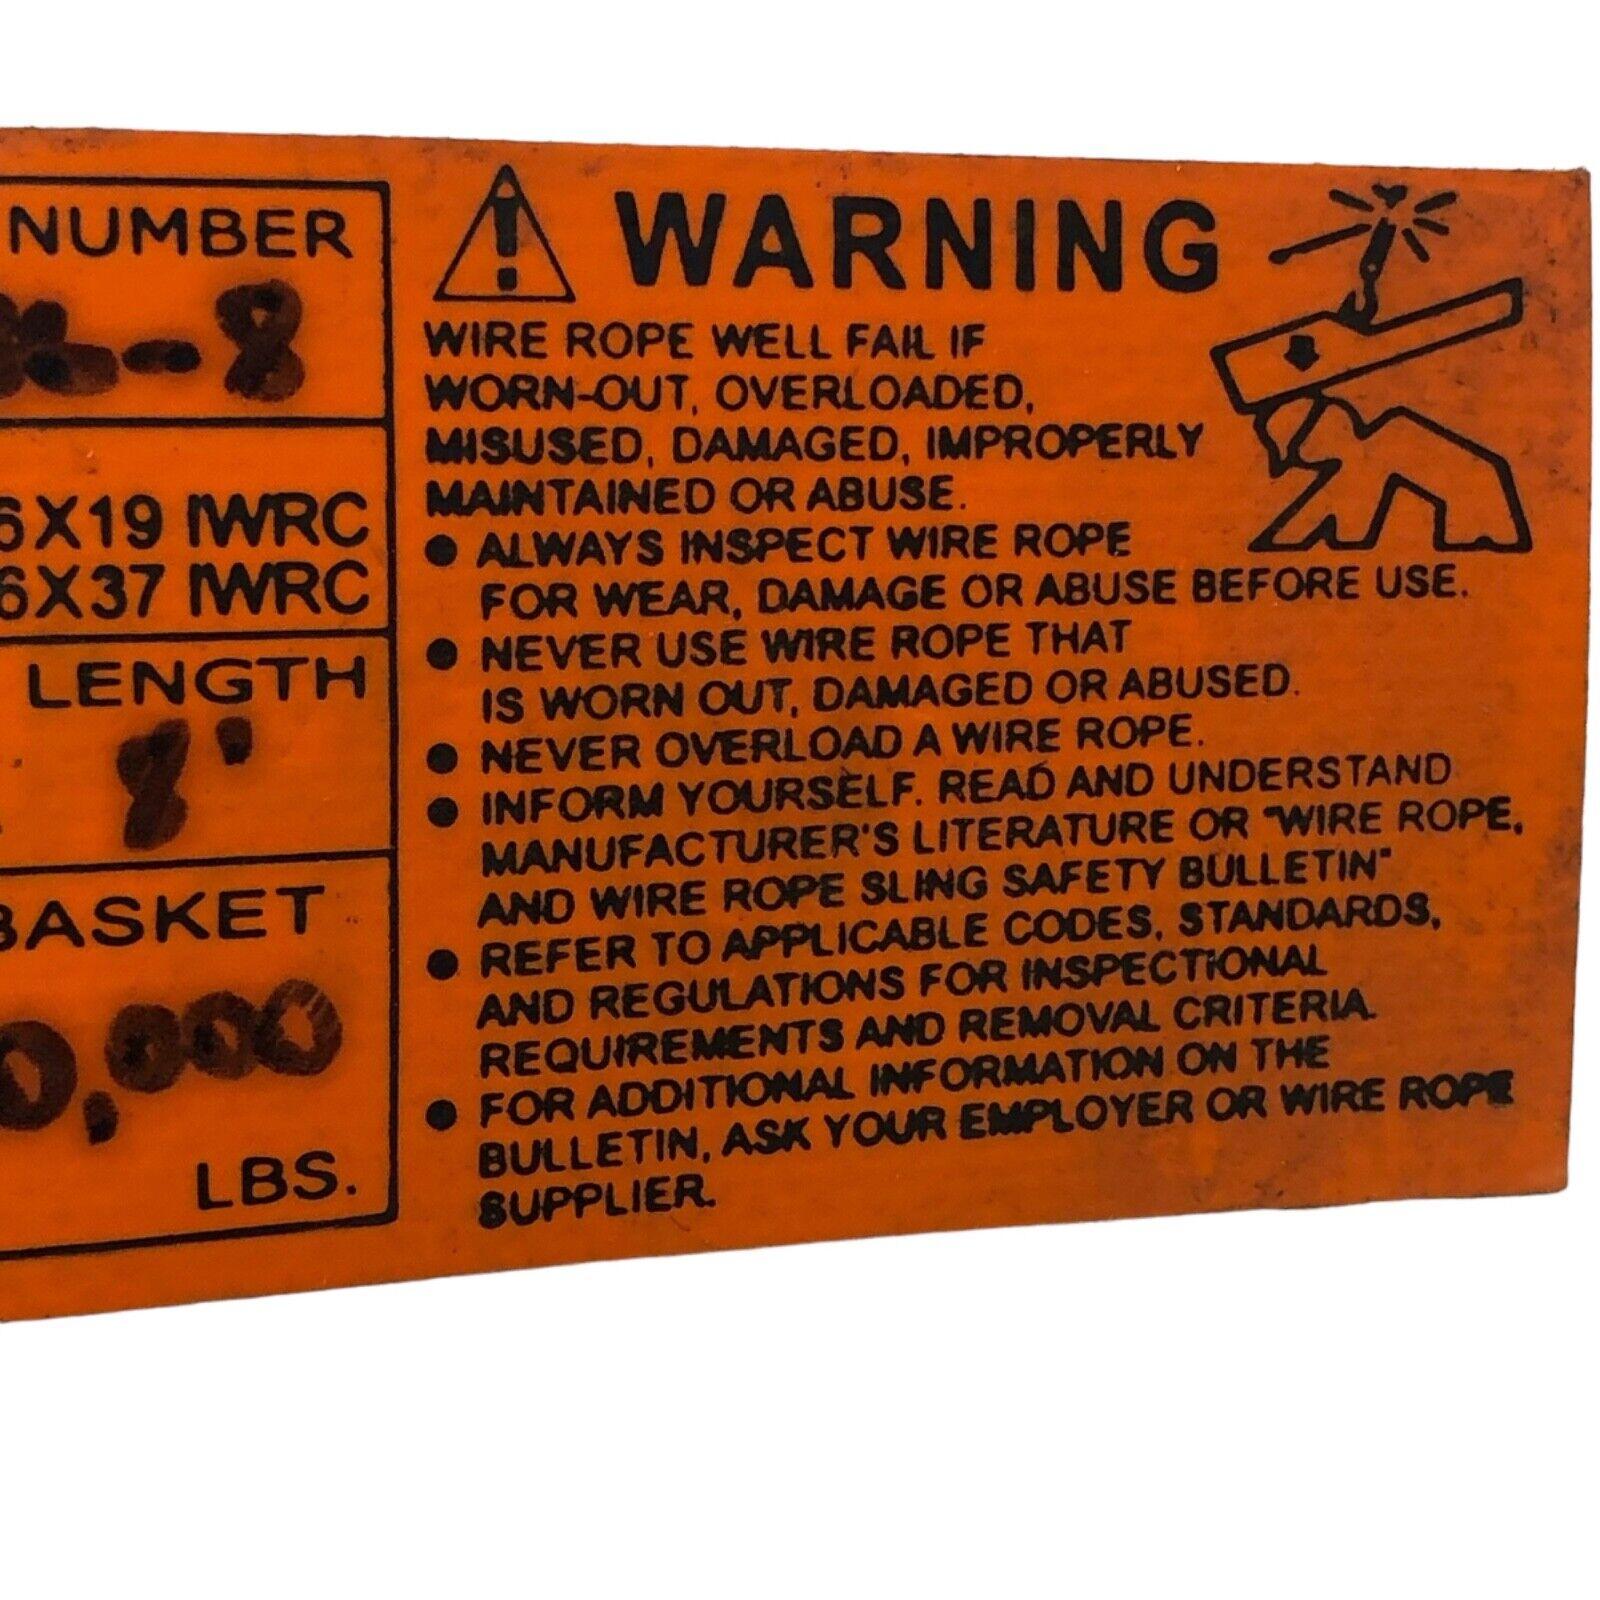 NUMBER
-8
6X19 IWRC
6X37 IWRC
LENGTH
8'
BASKET
0,000
LBS.
WARNING
WIRE ROPE WELL FAIL IF
WORN-OUT, OVERLOADED,
MISUSED, DAMAGED, IMPROPERLY
MAINTAINED OR ABUSE.
● ALWAYS INSPECT WIRE ROPE
FOR WEAR, DAMAGE OR ABUSE BEFORE USE.
● NEVER USE WIRE ROPE THAT
IS WORN OUT, DAMAGED OR ABUSED.
● NEVER OVERLOAD A WIRE ROPE.
● INFORM YOURSELF. READ AND UNDERSTAND
MANUFACTURER'S LITERATURE OR "WIRE ROPE,
AND WIRE ROPE SLING SAFETY BULLETIN"
● REFER TO APPLICABLE CODES, STANDARDS,
AND REGULATIONS FOR INSPECTIONAL
REQUIREMENTS AND REMOVAL CRITERIA.
● FOR ADDITIONAL INFORMATION ON THE
BULLETIN, ASK YOUR EMPLOYER OR WIRE ROPE
SUPPLIER.